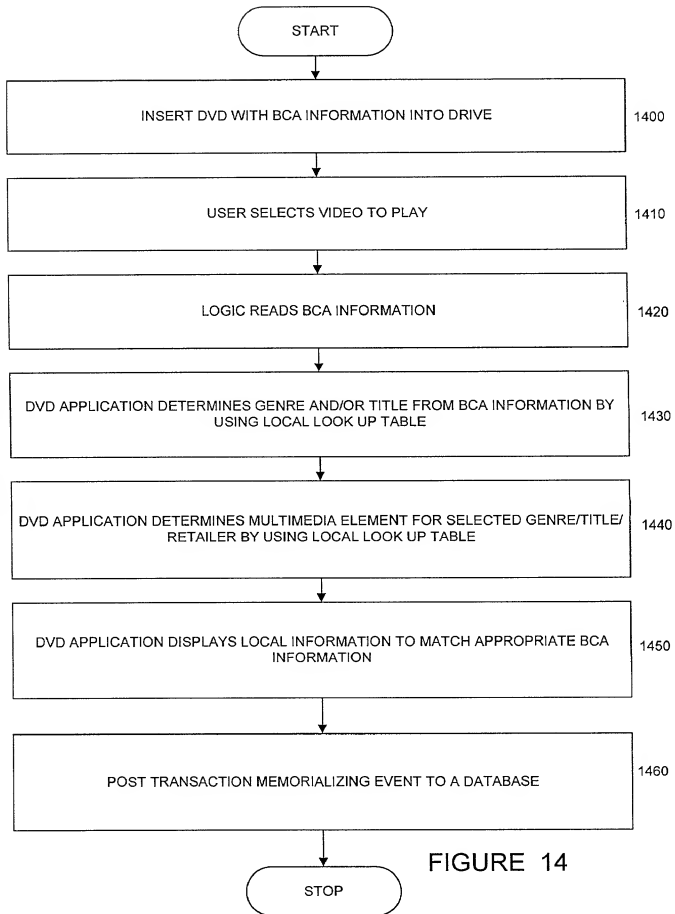 START
INSERT DVD WITH BCA INFORMATION INTO DRIVE
1400
USER SELECTS VIDEO TO PLAY
1410
LOGIC READS BCA INFORMATION
1420
DVD APPLICATION DETERMINES GENRE AND/OR TITLE FROM BCA INFORMATION BY
USING LOCAL LOOK UP TABLE
1430
DVD APPLICATION DETERMINES MULTIMEDIA ELEMENT FOR SELECTED GENRE/TITLE/
RETAILER BY USING LOCAL LOOK UP TABLE
1440
DVD APPLICATION DISPLAYS LOCAL INFORMATION TO MATCH APPROPRIATE BCA
INFORMATION
1450
POST TRANSACTION MEMORIALIZING EVENT TO A DATABASE
1460
FIGURE 14
STOP